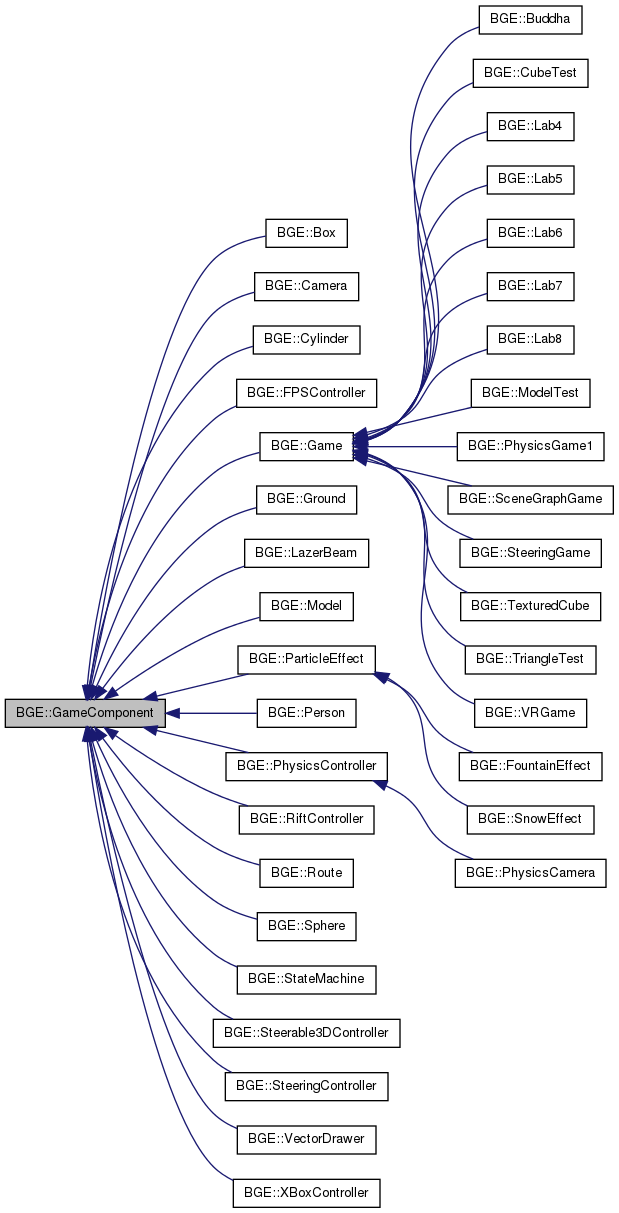 BGE::Buddha
BGE::CubeTest
BGE::Lab4
BGE::Lab5
BGE::Box
BGE::Lab6
BGE::Camera
BGE::Lab7
BGE::Cylinder
BGE::Lab8
BGE::FPSController
BGE::ModelTest
BGE::Game
BGE::PhysicsGame1
BGE::Ground
BGE::SceneGraphGame
BGE::LazerBeam
BGE::SteeringGame
BGE::Model
BGE::TexturedCube
BGE::ParticleEffect
BGE::TriangleTest
BGE::GameComponent
BGE::Person
BGE::VRGame
BGE::PhysicsController
BGE::FountainEffect
BGE::RiftController
BGE::SnowEffect
BGE::Route
BGE::PhysicsCamera
BGE::Sphere
BGE::StateMachine
BGE::Steerable3DController
BGE::SteeringController
BGE::VectorDrawer
BGE::XBoxController